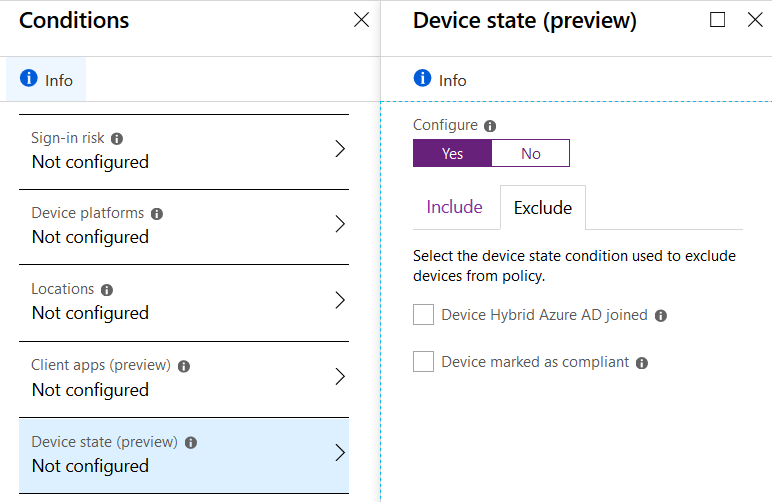 Conditions
Info
Sign-in risk
Not configured
Device platforms
Not configured
Locations
Not configured
Client apps (preview)
Not configured
Device state (preview)
Not configured
Device state (preview)
Info
Configure
Yes No
Include Exclude
Select the device state condition used to exclude
devices from policy.
Device Hybrid Azure AD joined
Device marked as compliant